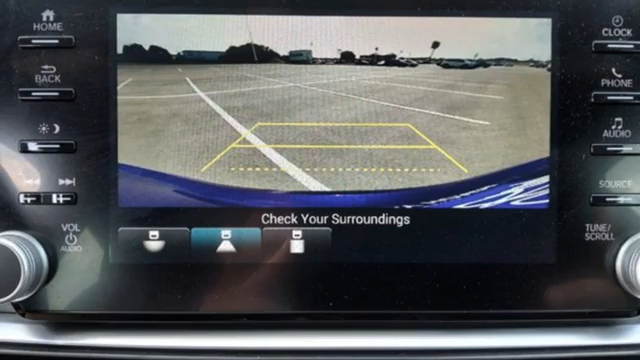 HOME
CLOCK
BACK
PHONE
AUDIO
SOURCE
Check Your Surroundings
VOL
AUDIO
TUNE/
SCROLL